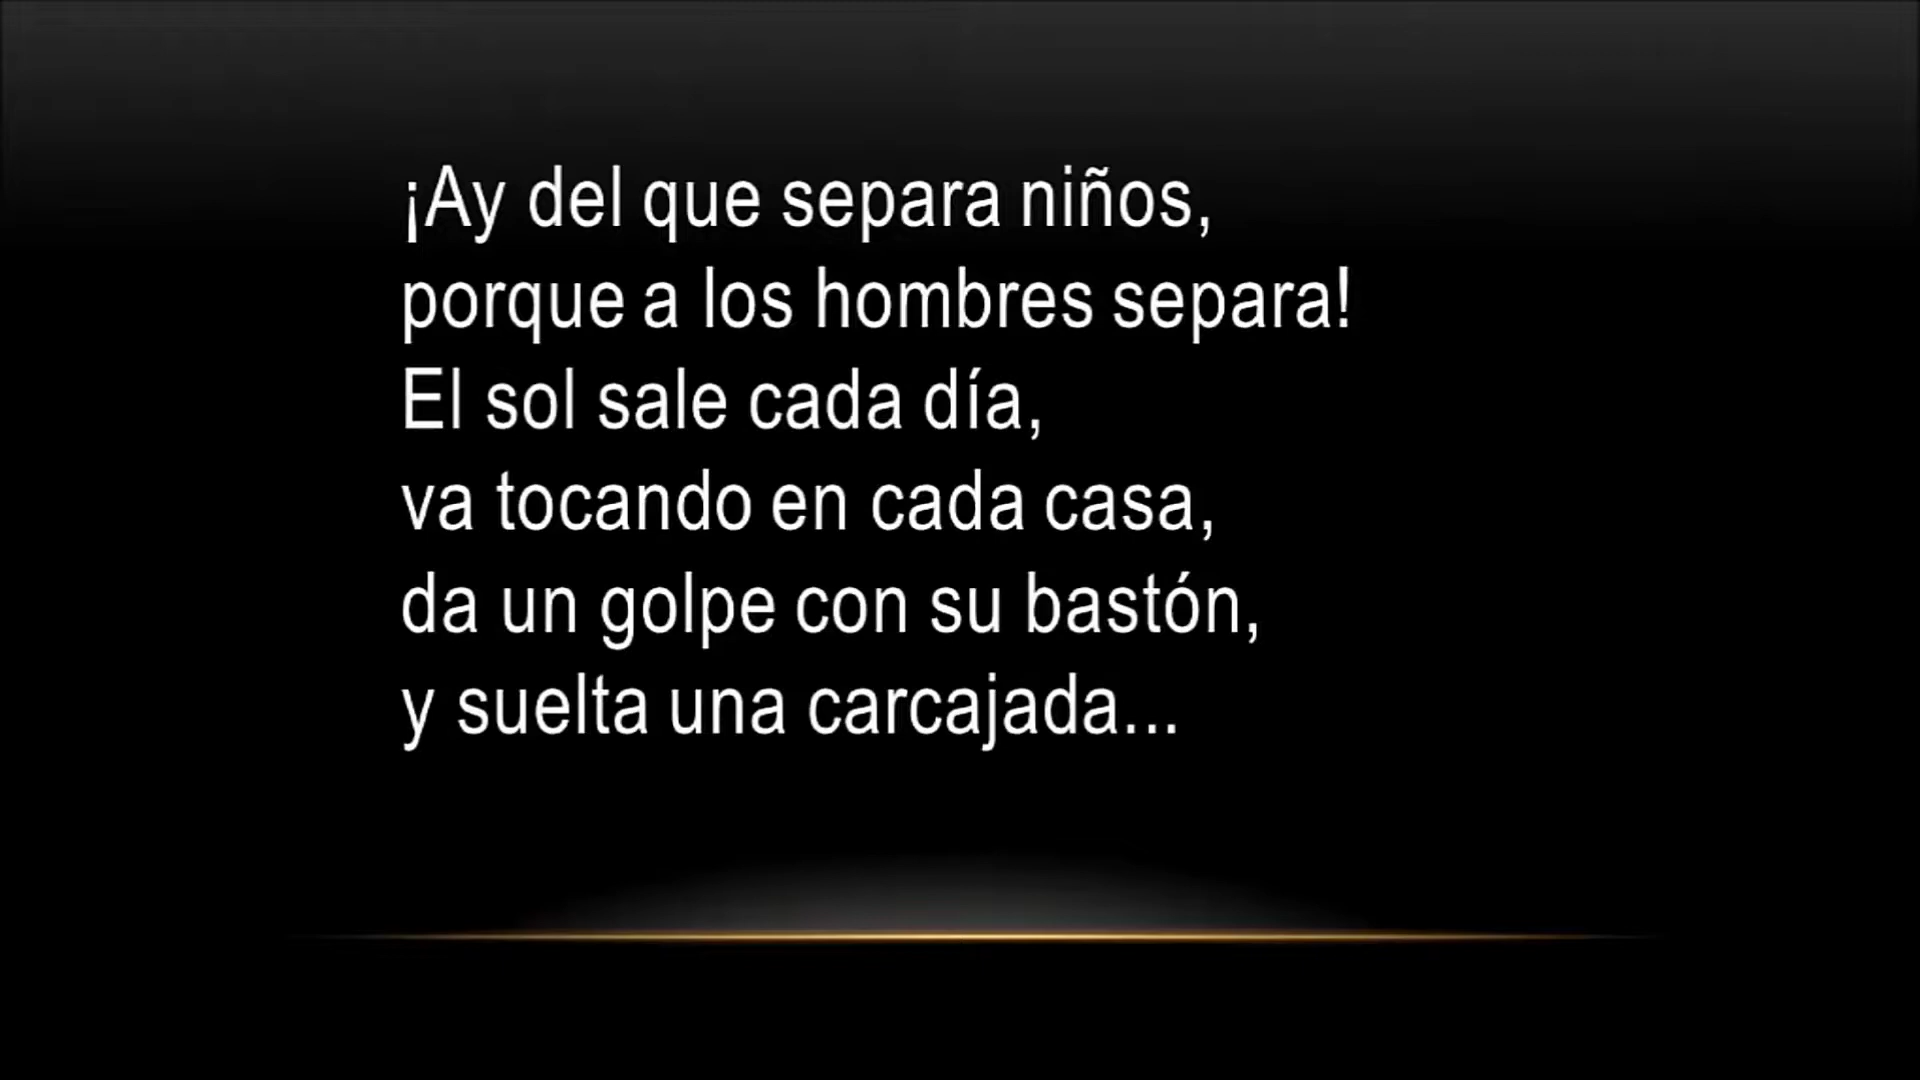 ¡Ay del que separa niños,
porque a los hombres separa!
El sol sale cada día,
va tocando en cada casa,
da un golpe con su bastón,
y suelta una carcajada...